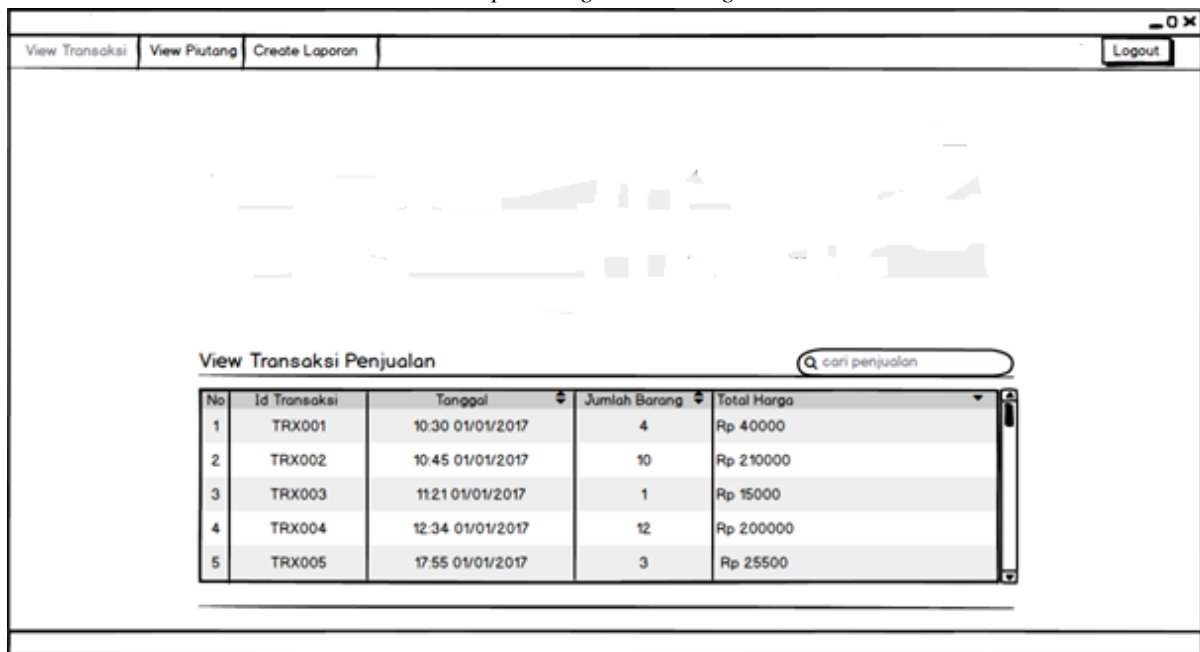 View Transaksi View Piutang Create Laporan Logout
View Transaksi Penjualan cari penjualan
No Id Transaksi Tanggal Jumlah Barang Total Harga
1 TRX001 10:30 01/01/2017 4 Rp 40000
2 TRX002 10:45 01/01/2017 10 Rp 210000
3 TRX003 11:21 01/01/2017 1 Rp 15000
4 TRX004 12:34 01/01/2017 12 Rp 200000
5 TRX005 17:55 01/01/2017 3 Rp 25500